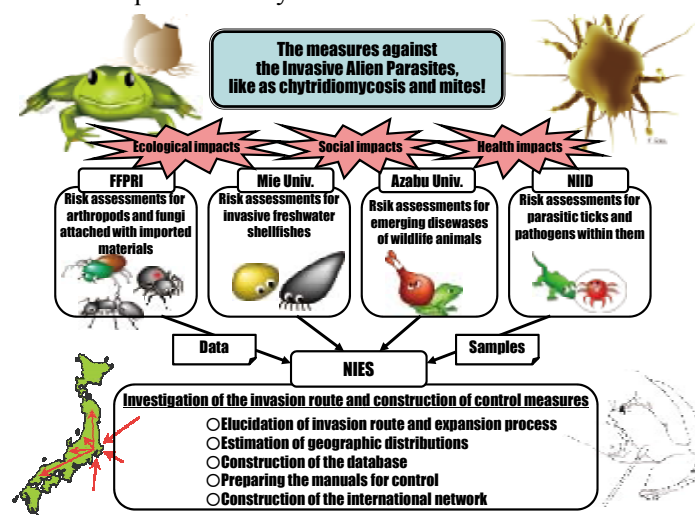 The measures against
the Invasive Alien Parasites,
like as chytridiomycosis and mites!
Ecological impacts
Social impacts
Health impacts
FFPRI
Risk assessments for
arthropods and fungi
attached with imported
materials
Mie Univ.
Risk assessments for
invasive freshwater
shellfishes
Azabu Univ.
Rsik assessments for
emerging disewases
of wildlife animals
NIID
Risk assessments for
parasitic ticks and
pathogens within them
Data
Samples
NIES
Investigation of the invasion route and construction of control measures
○Elucidation of invasion route and expansion process
○Estimation of geographic distributions
○Construction of the database
○Preparing the manuals for control
○Construction of the international network